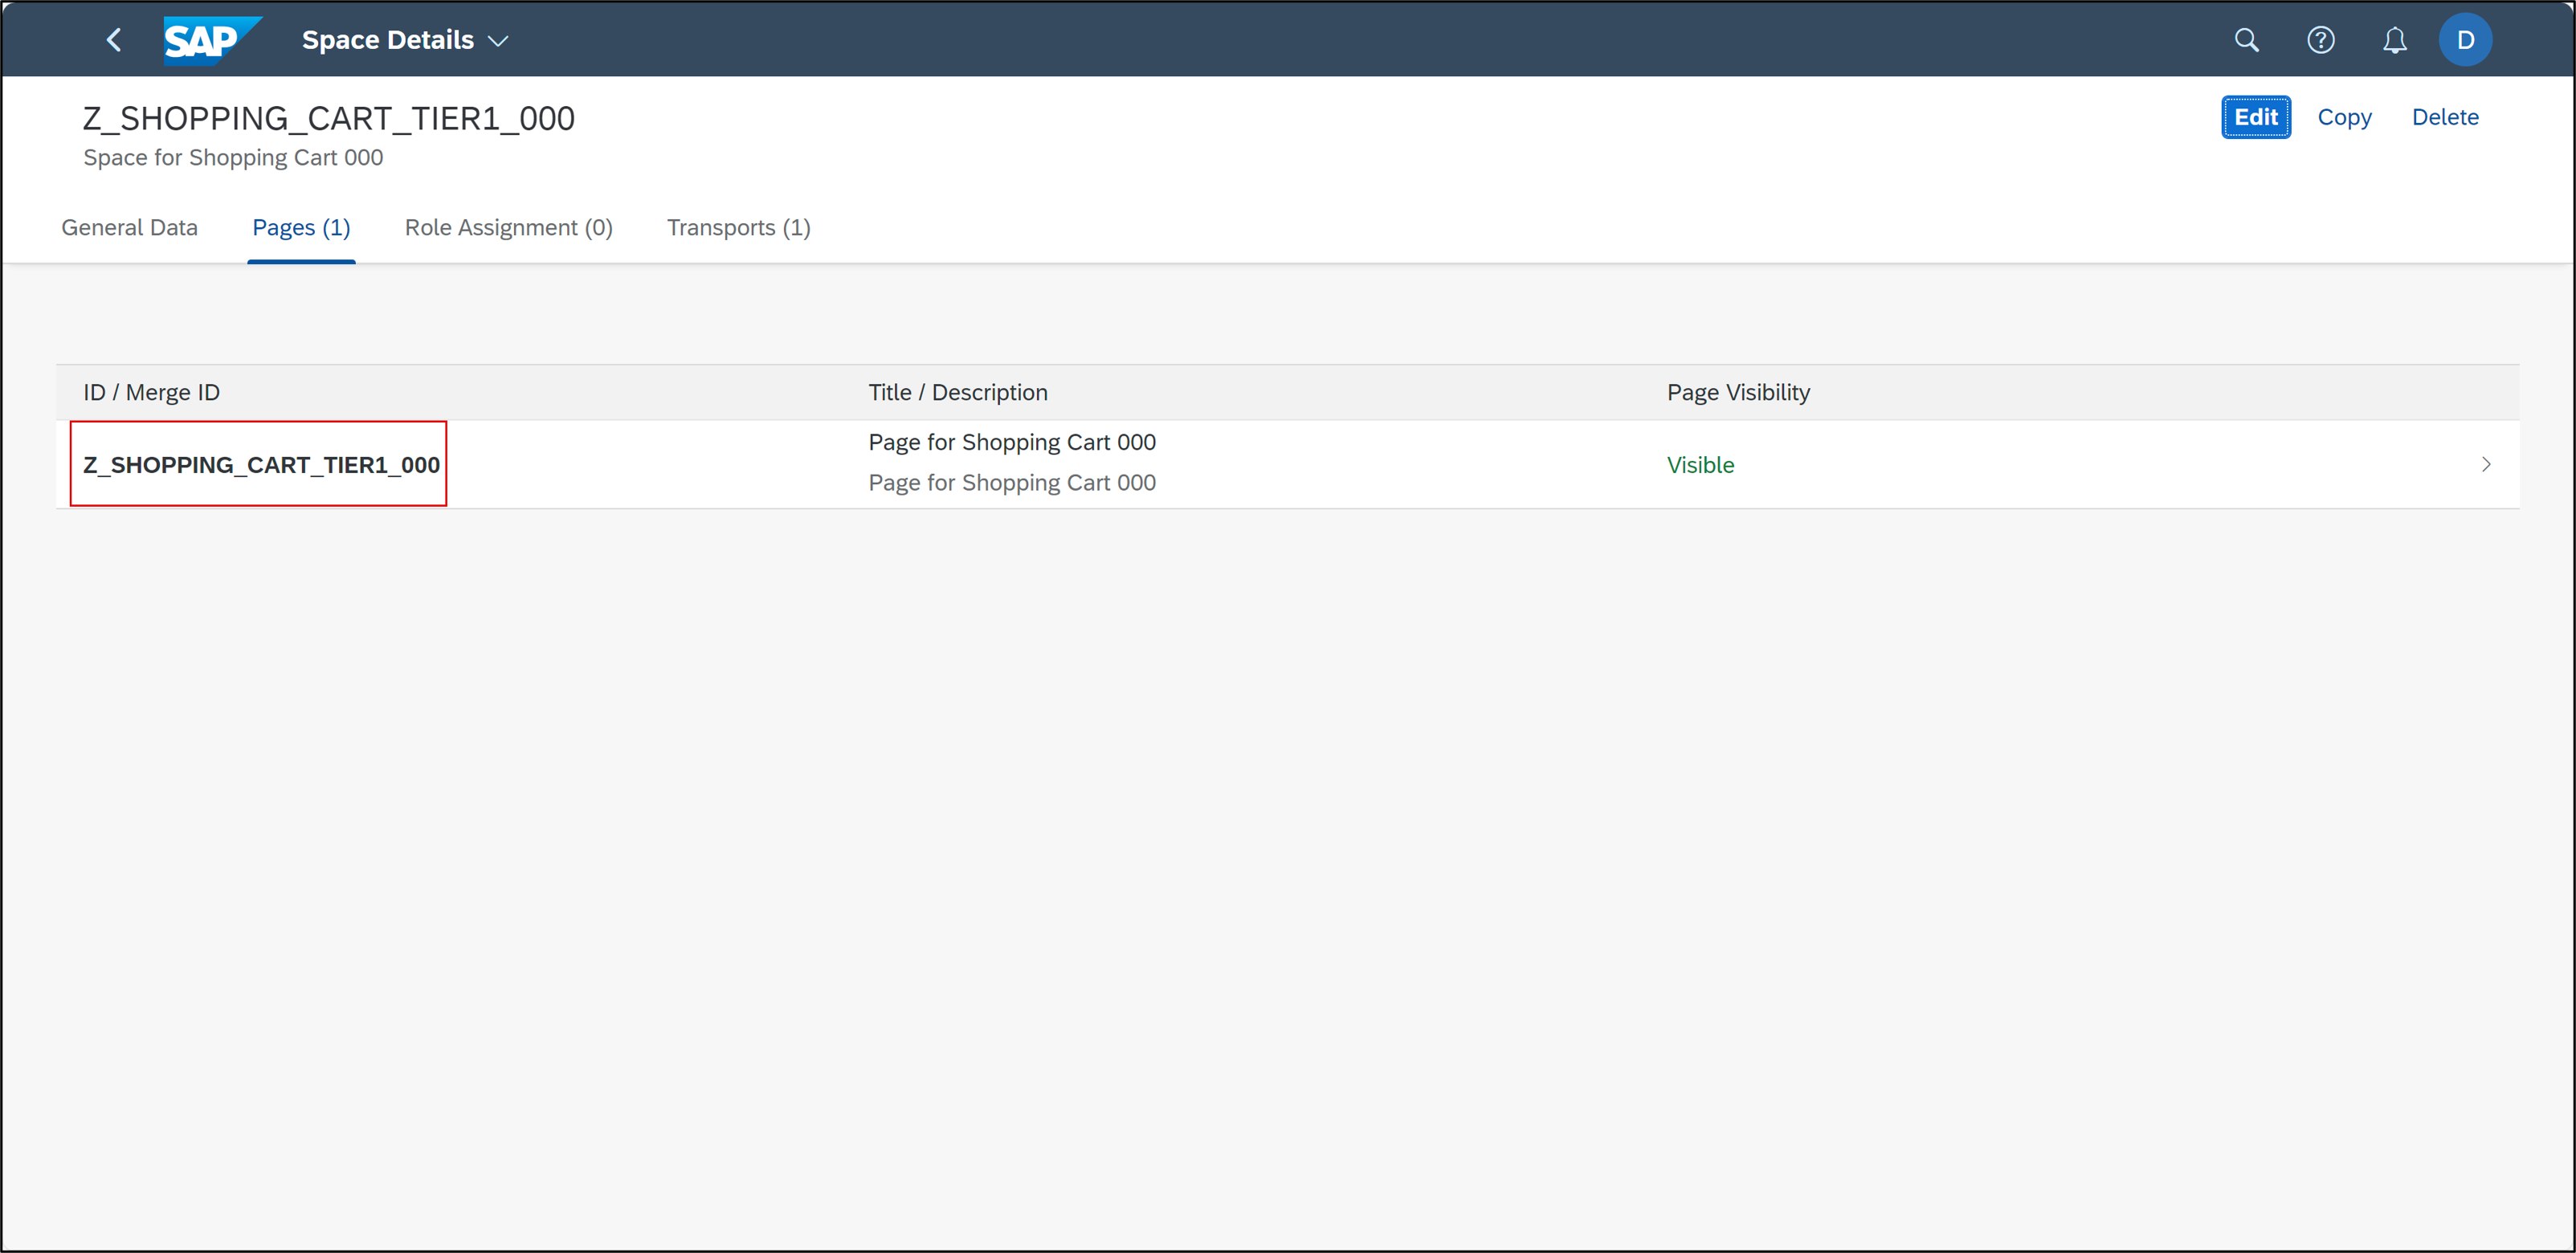 SAP Space Details D
Z_SHOPPING_CART_TIER1_000 Edit Copy Delete
Space for Shopping Cart 000
General Data Pages (1) Role Assignment (0) Transports (1)
ID / Merge ID Title / Description Page Visibility
Z_SHOPPING_CART_TIER1_000 Page for Shopping Cart 000 Visible
Page for Shopping Cart 000